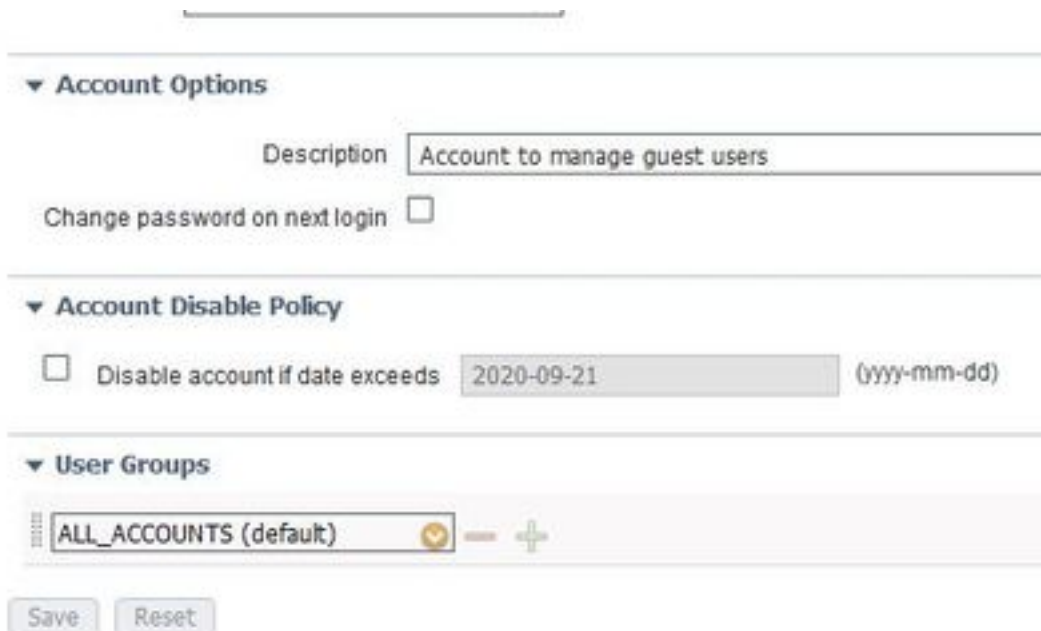 Account Options
Description Account to manage guest users
Change password on next login
Account Disable Policy
Disable account if date exceeds 2020-09-21 (yyyy-mm-dd)
User Groups
ALL_ACCOUNTS (default)
Save Reset